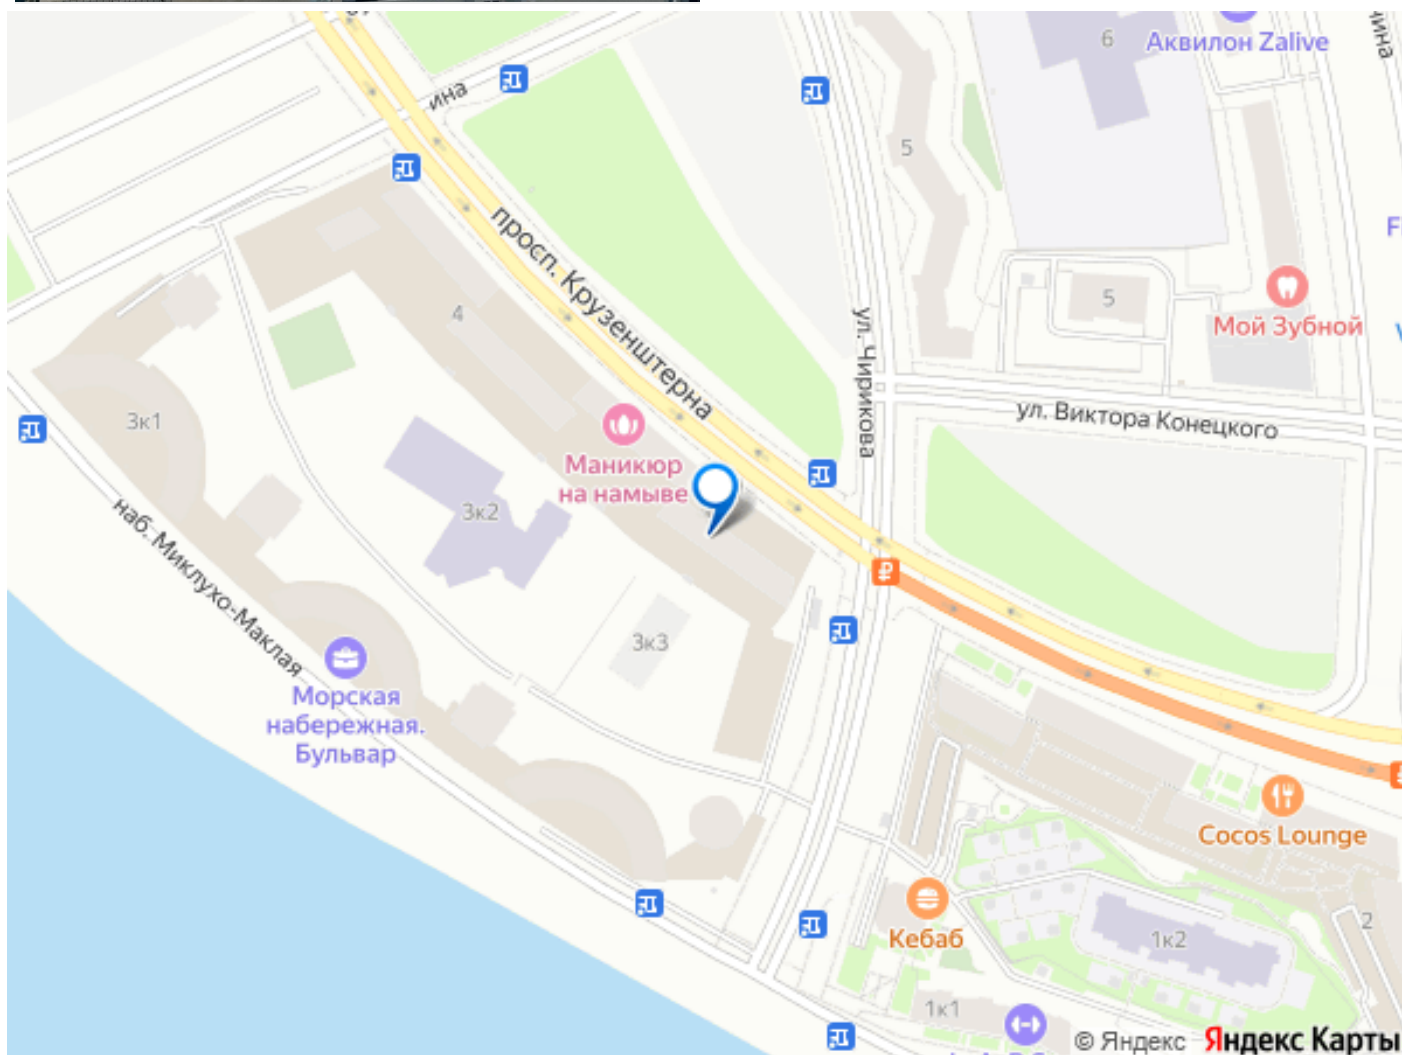 Аквилон Zalive
6
ина
5
просп. Крузенштерна
5
Мой Зубной
4
ул. Чирикова
ул. Виктора Конецкого
3к1
Маникюр
на намыве
3к2
наб. Миклухо-Маклая
3к3
Морская
набережная.
Бульвар
Cocos Lounge
Кебаб
1к2
2
1к1
© Яндекс Яндекс Карты